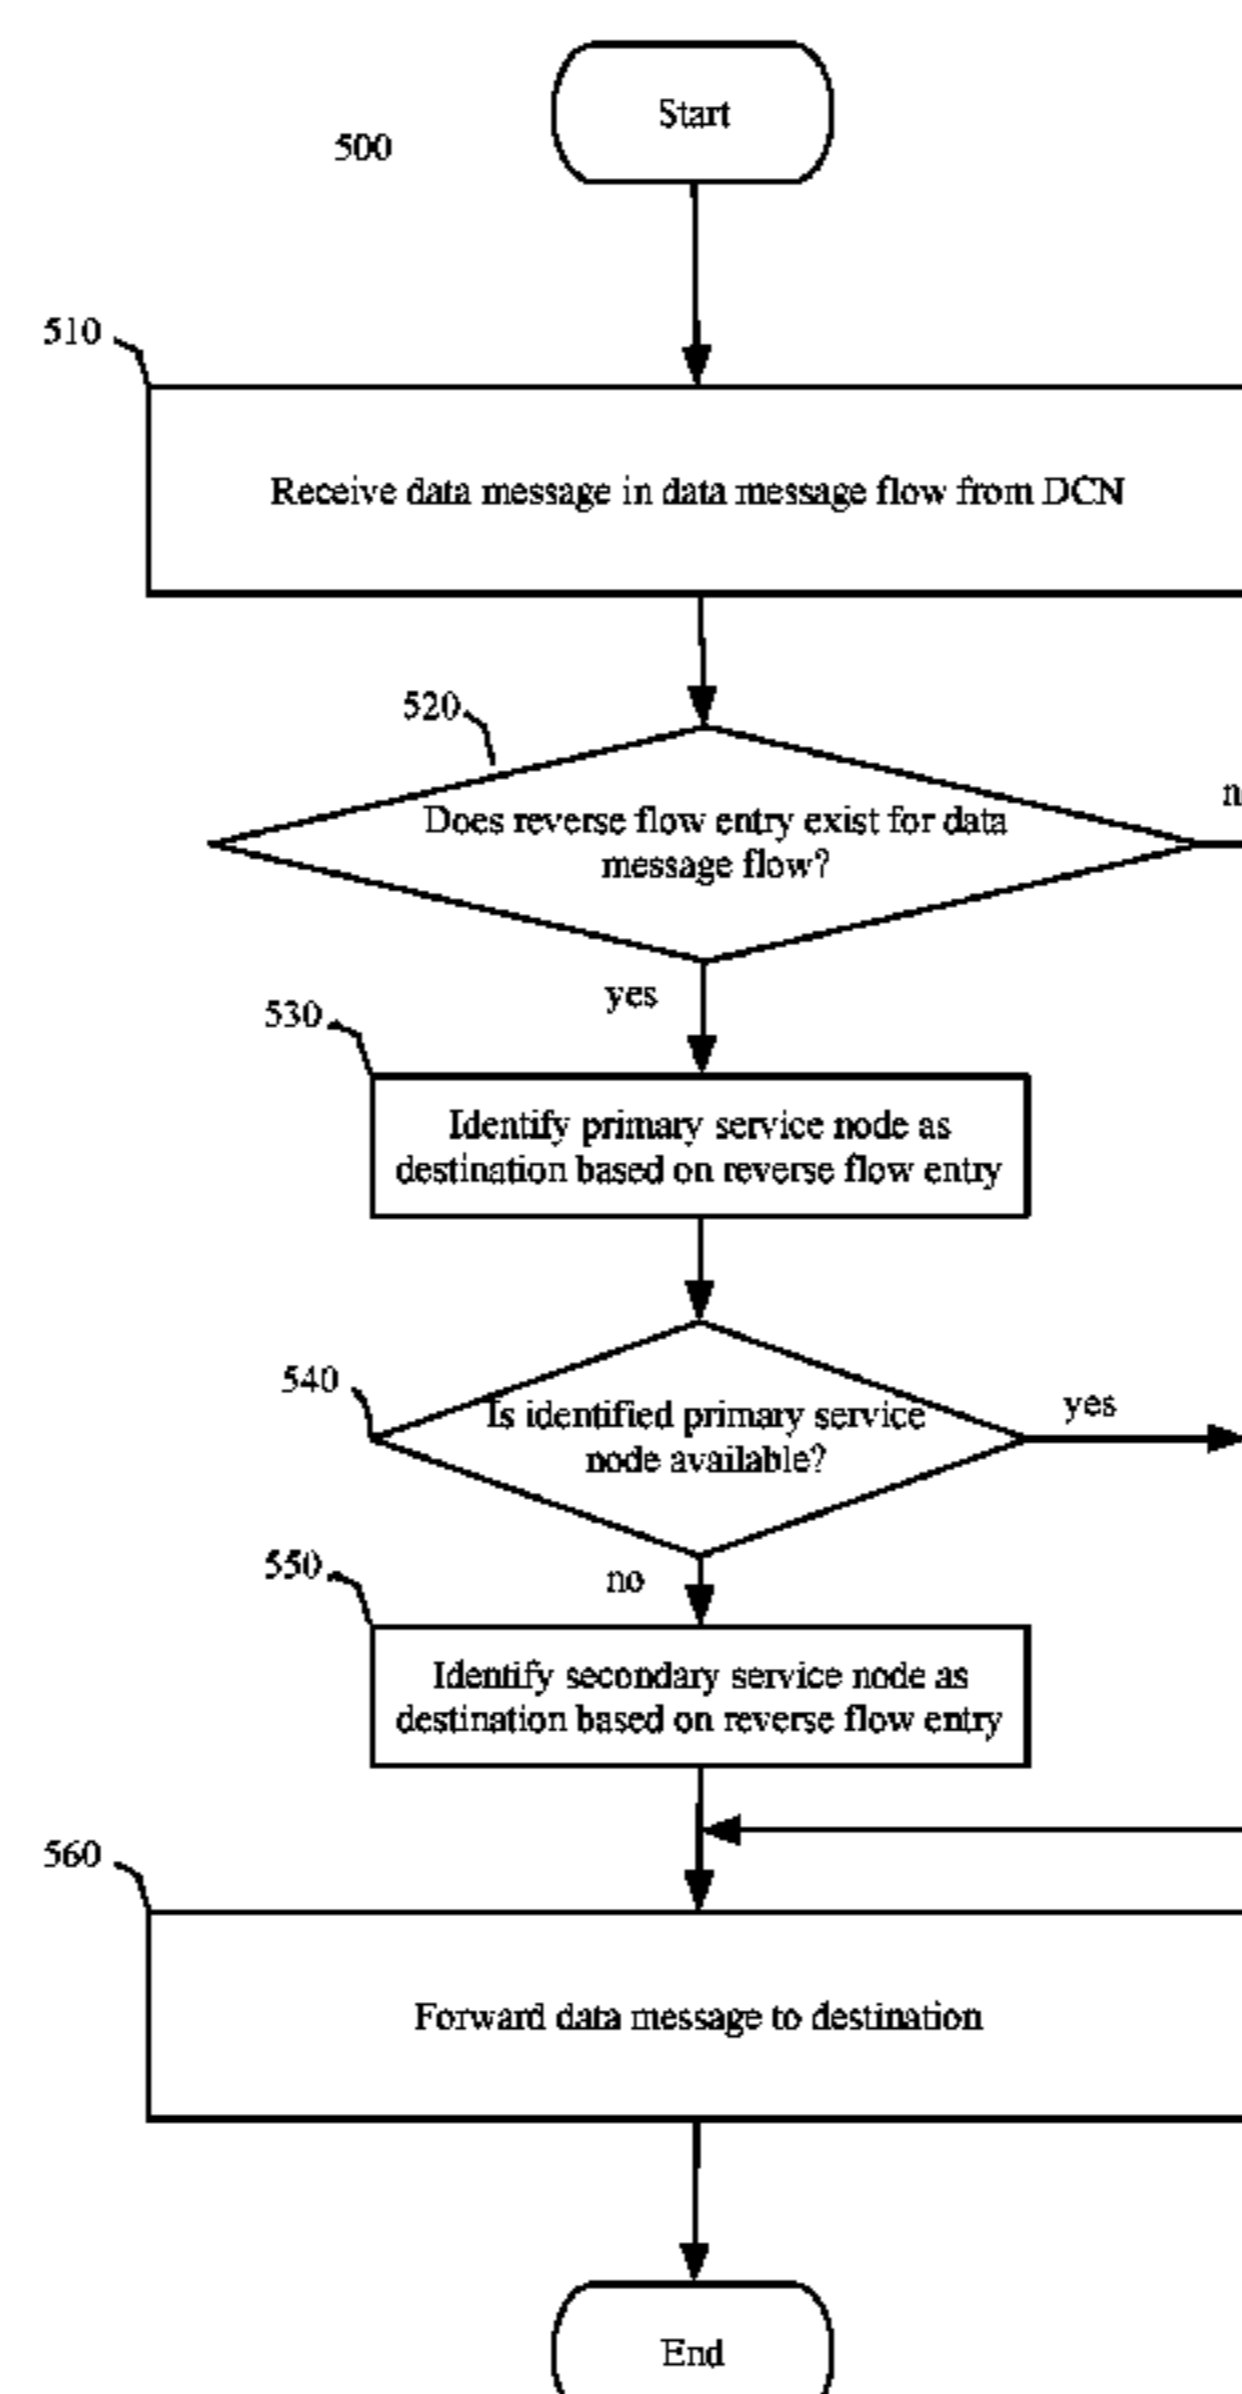 Start
500
510
Receive data message in data message flow from DCN
520
Does reverse flow entry exist for data
message flow?
yes
530
Identify primary service node as
destination based on reverse flow entry
540
Is identified primary service
node available?
yes
no
550
Identify secondary service node as
destination based on reverse flow entry
560
Forward data message to destination
End